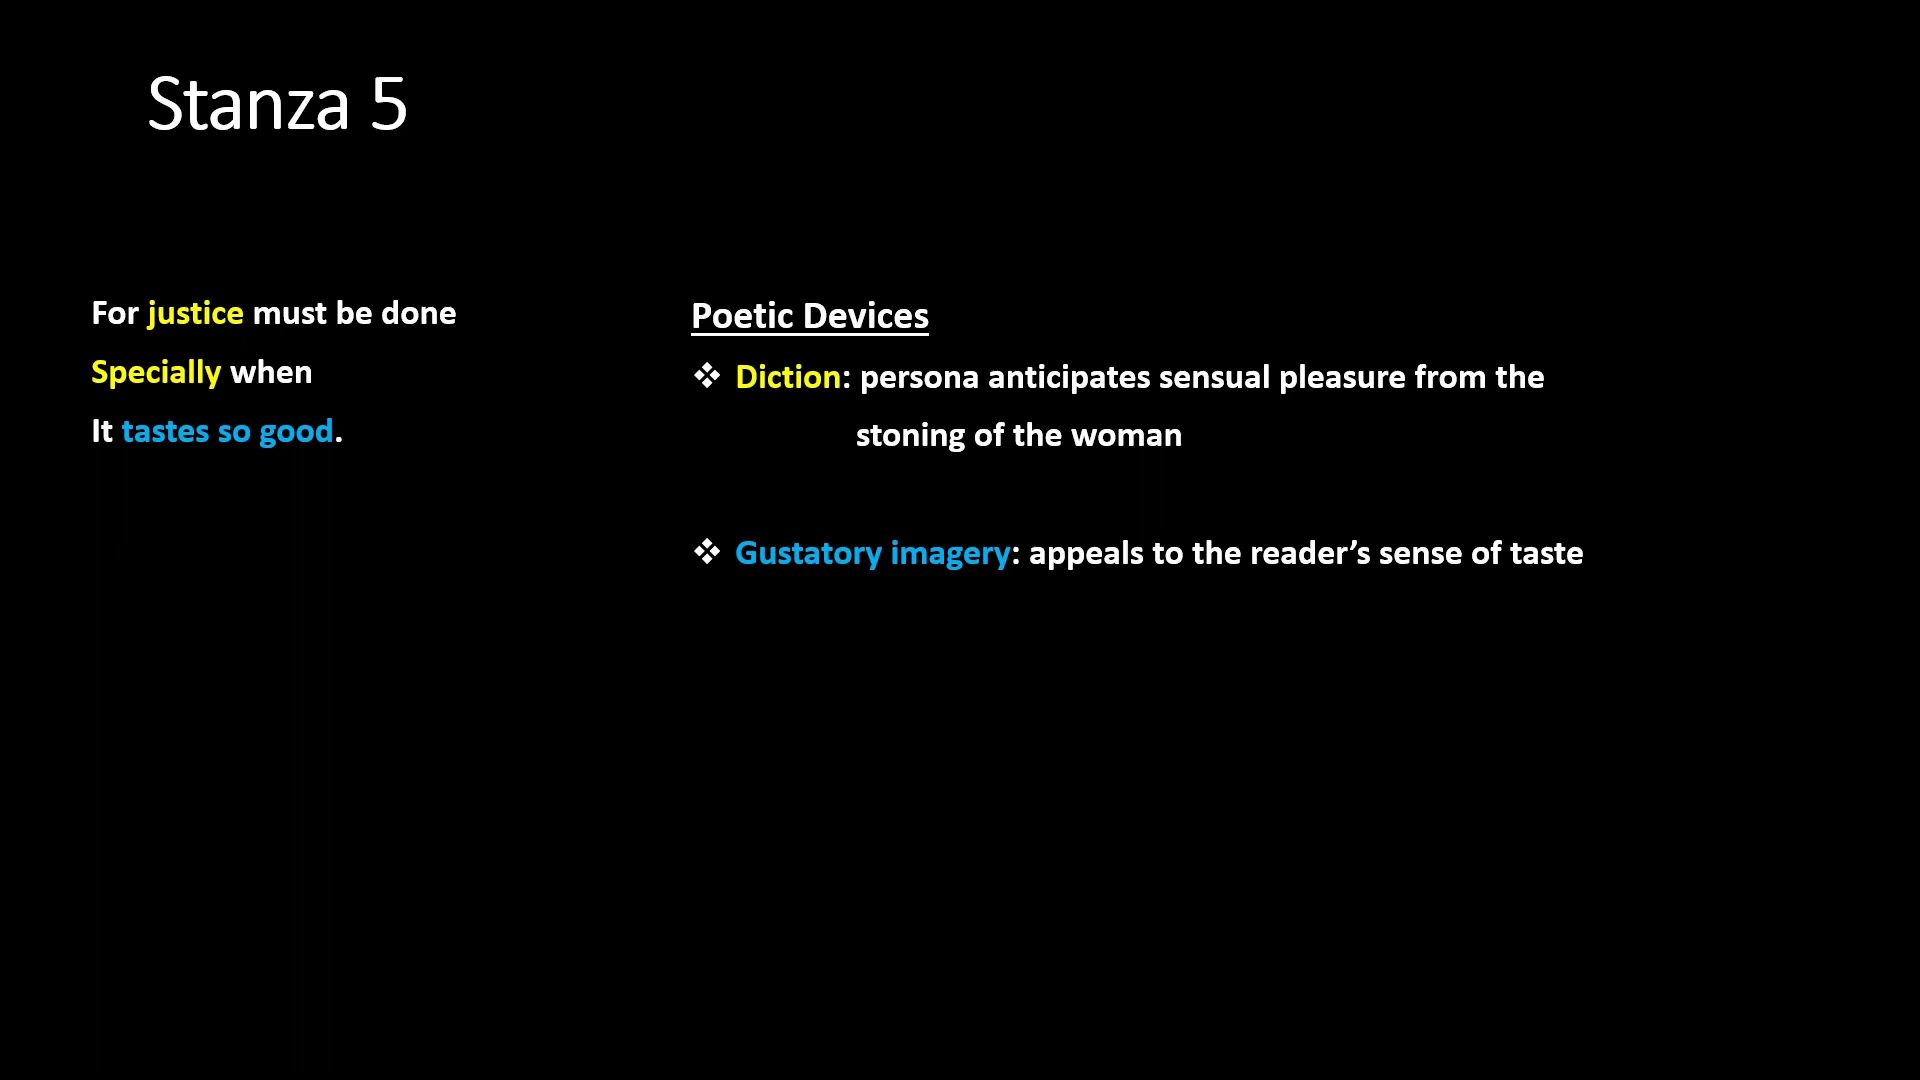 Stanza 5
For justice must be done
Specially when
It tastes so good.
Poetic Devices
❖ Diction: persona anticipates sensual pleasure from the
stoning of the woman
❖ Gustatory imagery: appeals to the reader’s sense of taste